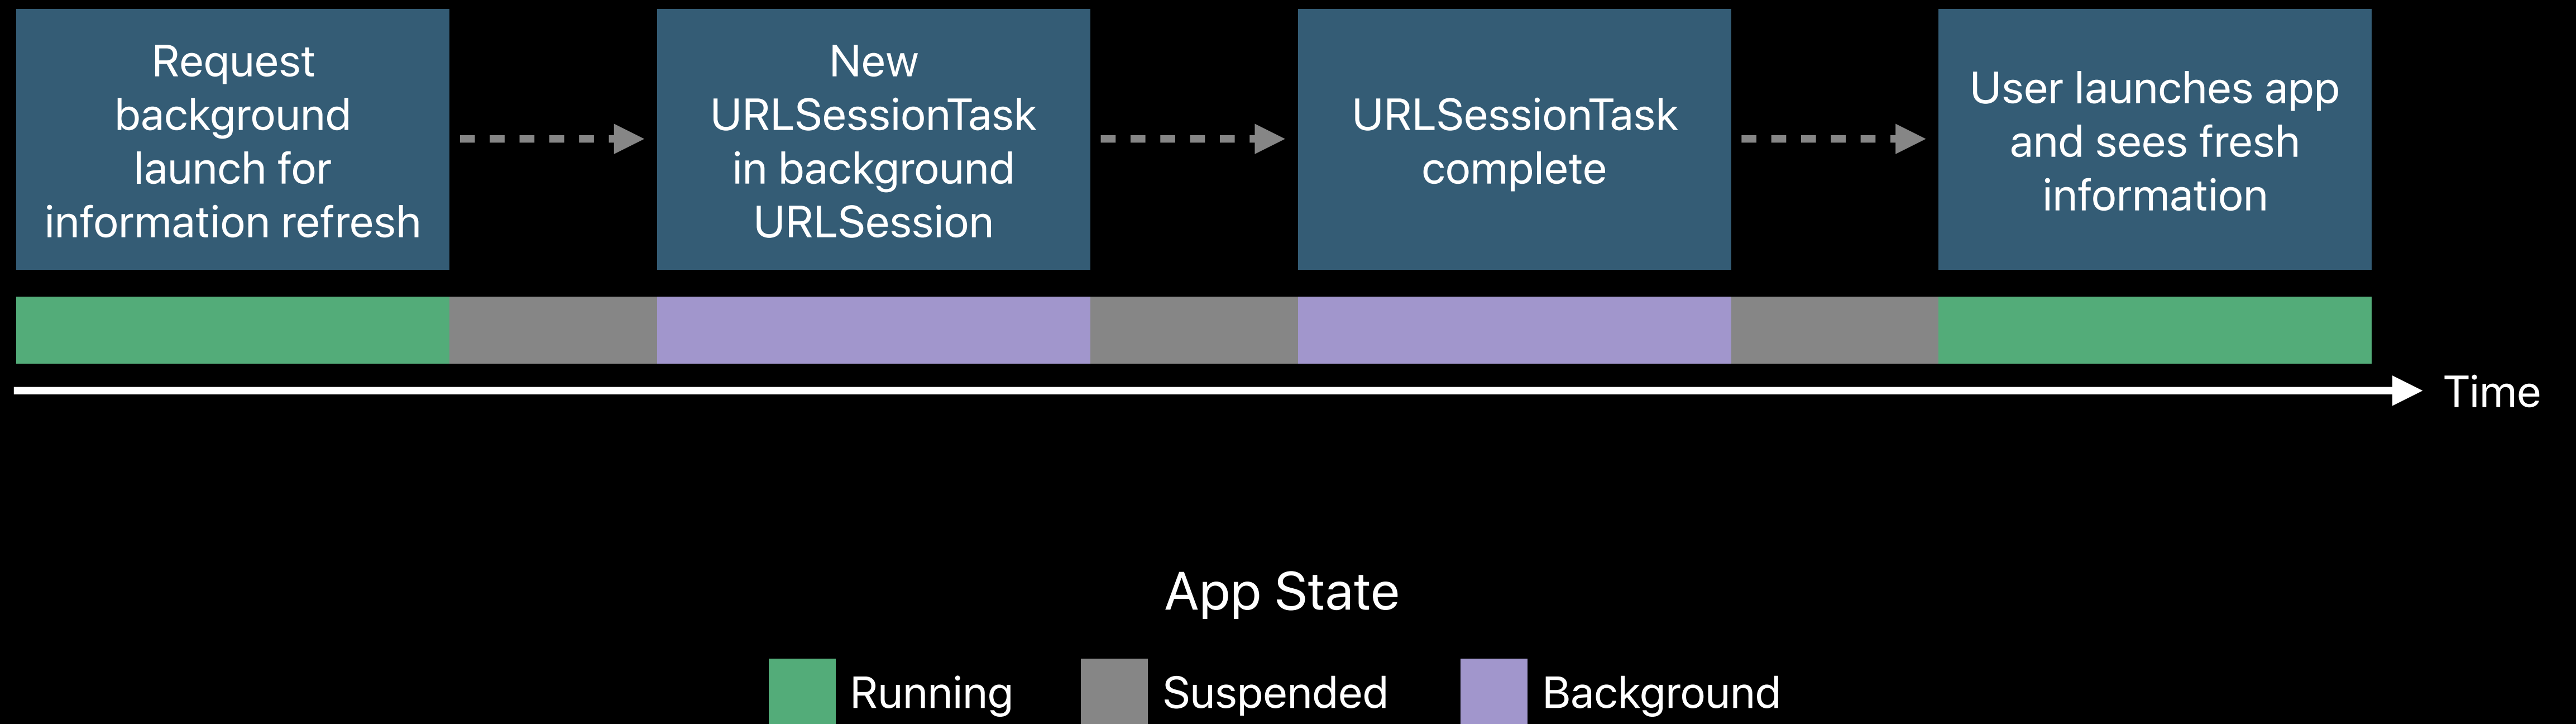 Request
background
launch for
information refresh
New
URLSessionTask
in background
URLSession
URLSessionTask
complete
User launches app
and sees fresh
information
Time
App State
Running
Suspended
Background